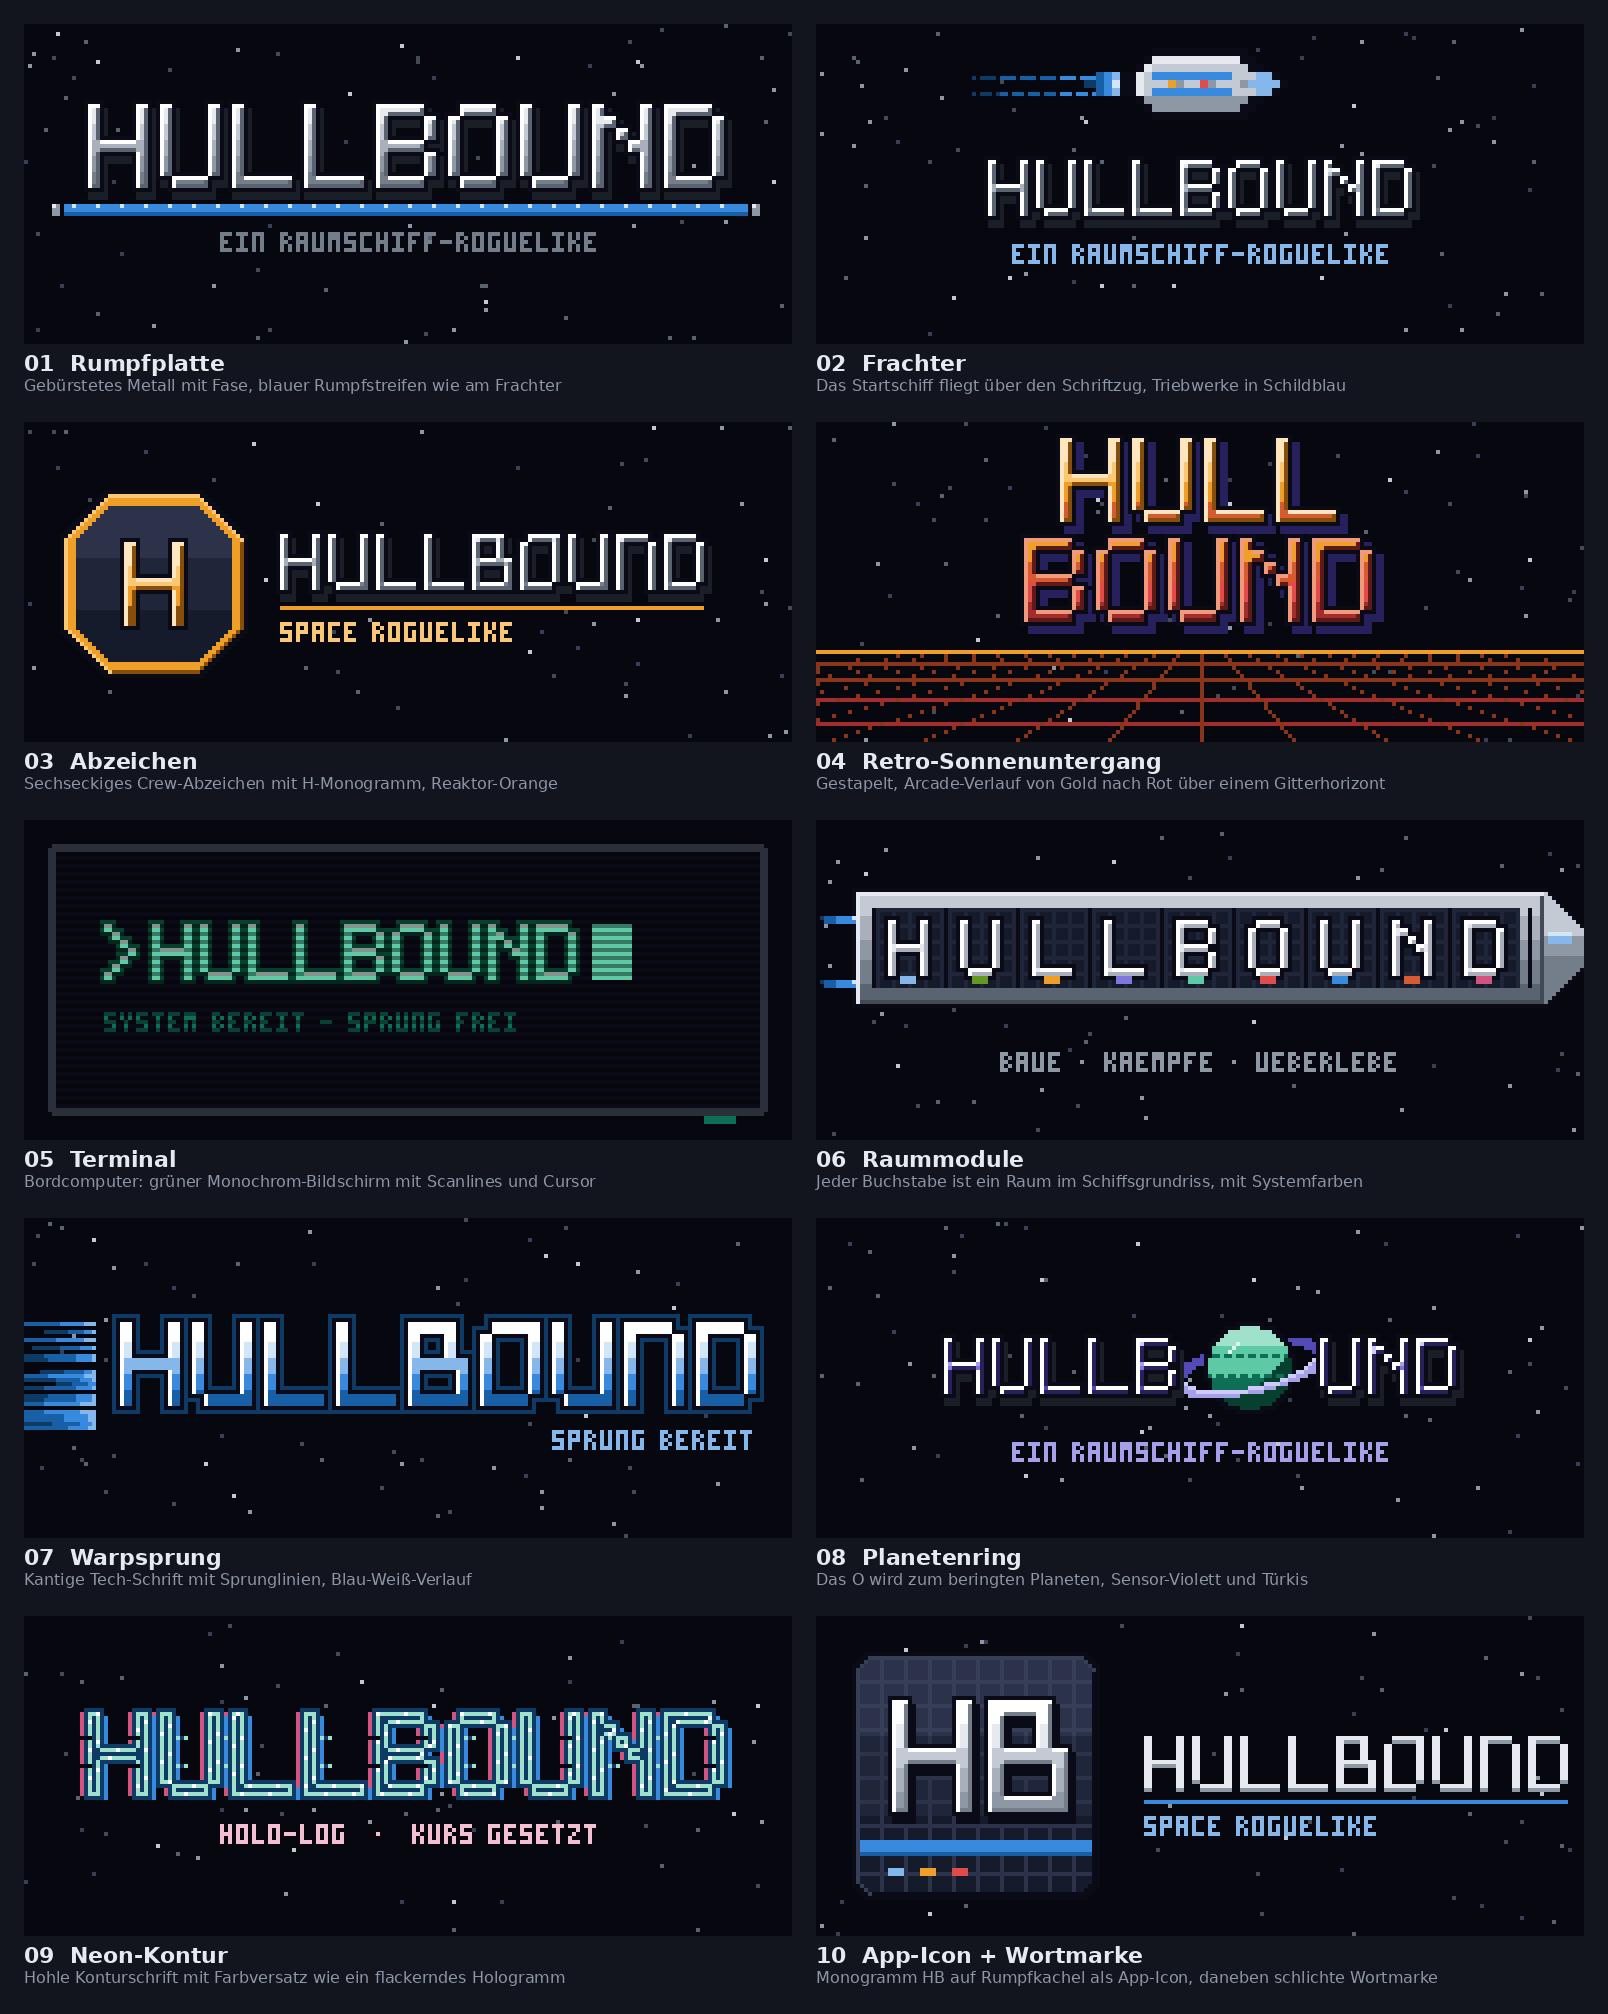 HULLBOUND
EIN RAUMSCHIFF-ROGUELIKE
01 Rumpfplatte
Gebürstetes Metall mit Fase, blauer Rumpfstreifen wie am Frachter
HULLBOUND
EIN RAUMSCHIFF-ROGUELIKE
02 Frachter
Das Startschiff fliegt über den Schriftzug, Triebwerke in Schildblau
H
HULLBOUND
SPACE ROGUELIKE
03 Abzeichen
Sechseckiges Crew-Abzeichen mit H-Monogramm, Reaktor-Orange
HULL
BOUND
04 Retro-Sonnenuntergang
Gestapelt, Arcade-Verlauf von Gold nach Rot über einem Gitterhorizont
>HULLBOUND
SYSTEM BEREIT - SPRUNG FREI
05 Terminal
Bordcomputer: grüner Monochrom-Bildschirm mit Scanlines und Cursor
HULLBOUND
BAUE · KAEMPFE · UEBERLEBE
06 Raummodule
Jeder Buchstabe ist ein Raum im Schiffsgrundriss, mit Systemfarben
HULLBOUND
SPRUNG BEREIT
07 Warpsprung
Kantige Tech-Schrift mit Sprunglinien, Blau-Weiß-Verlauf
HULLB UND
EIN RAUMSCHIFF-ROGUELIKE
08 Planetenring
Das O wird zum beringten Planeten, Sensor-Violett und Türkis
HULLBOUND
HOLO-LOG · KURS GESETZT
09 Neon-Kontur
Hohle Konturschrift mit Farbversatz wie ein flackerndes Hologramm
HB
HULLBOUND
SPACE ROGUELIKE
10 App-Icon + Wortmarke
Monogramm HB auf Rumpfkachel als App-Icon, daneben schlichte Wortmarke